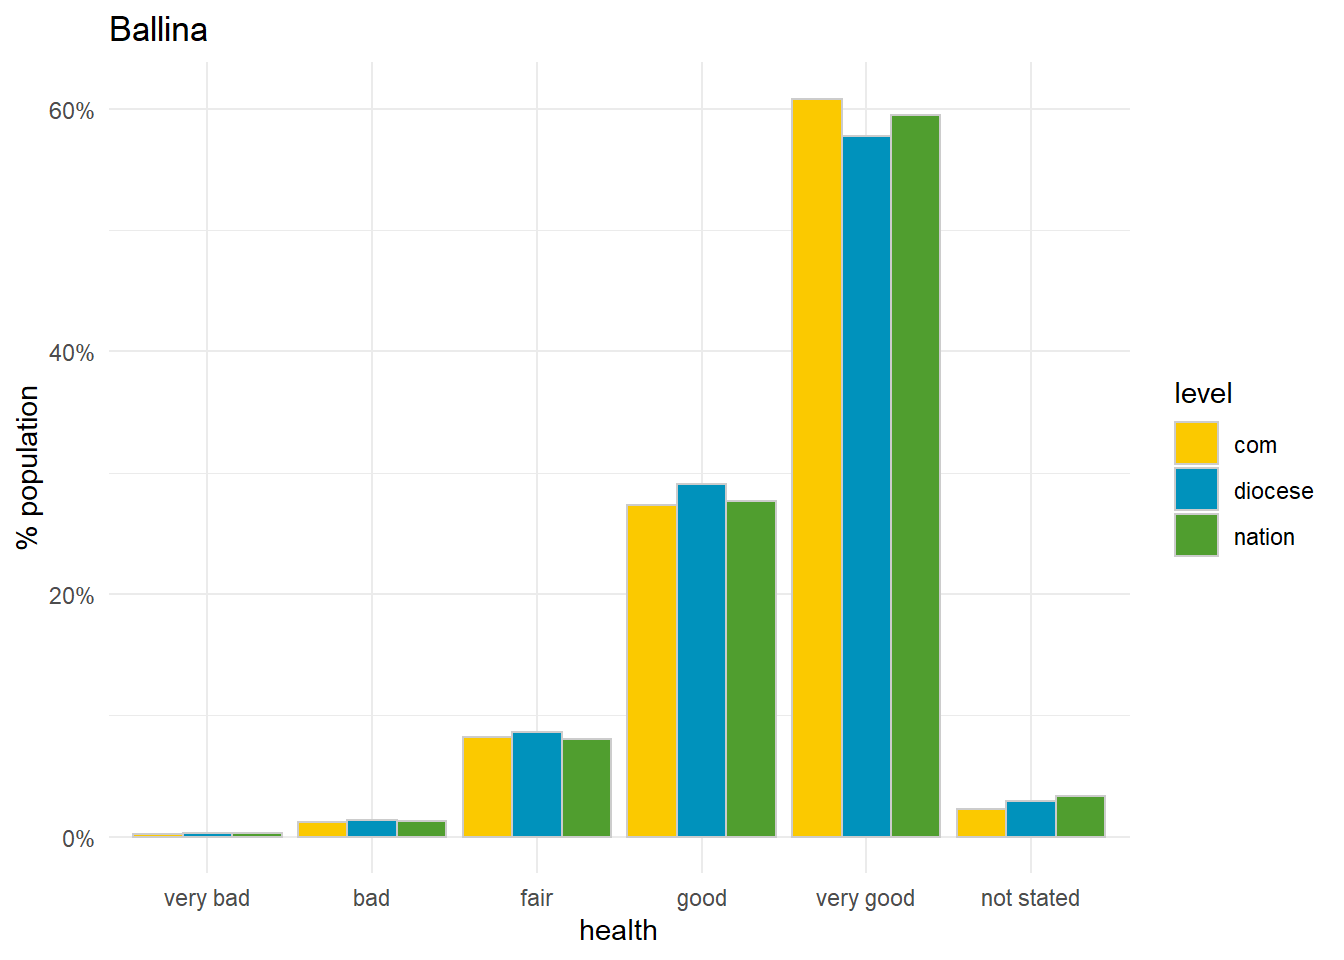 Ballina
60%
40%
20%
0%
% population
very bad
bad
fair
good
very good
not stated
health
level
com
diocese
nation